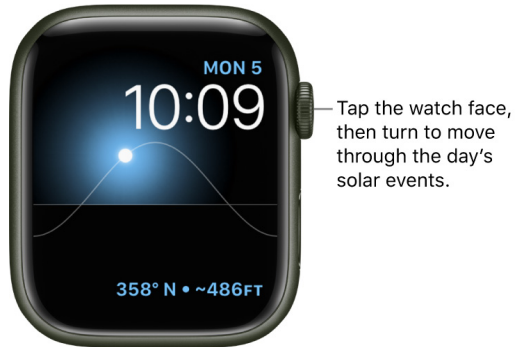 MON 5
10:09
Tap the watch face,
then turn to move
through the day’s
solar events.
358° N • ~486FT